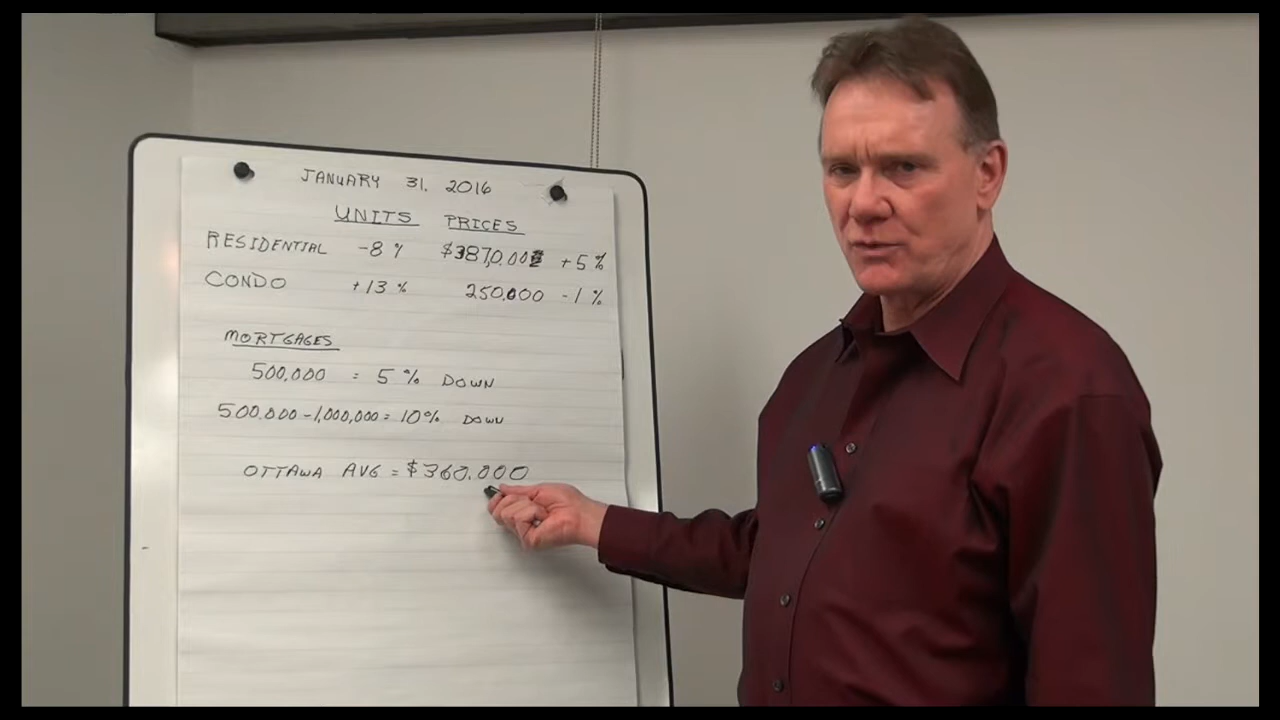 JANUARY 31. 2016
UNITS PRICES
RESIDENTIAL -8 % $387,000 +5 %
CONDO +13 % 250.000 -1 %
MORTGAGES
500,000 = 5 % DOWN
500.000 - 1,000,000 = 10% DOWN
OTTAWA AVG = $360.000